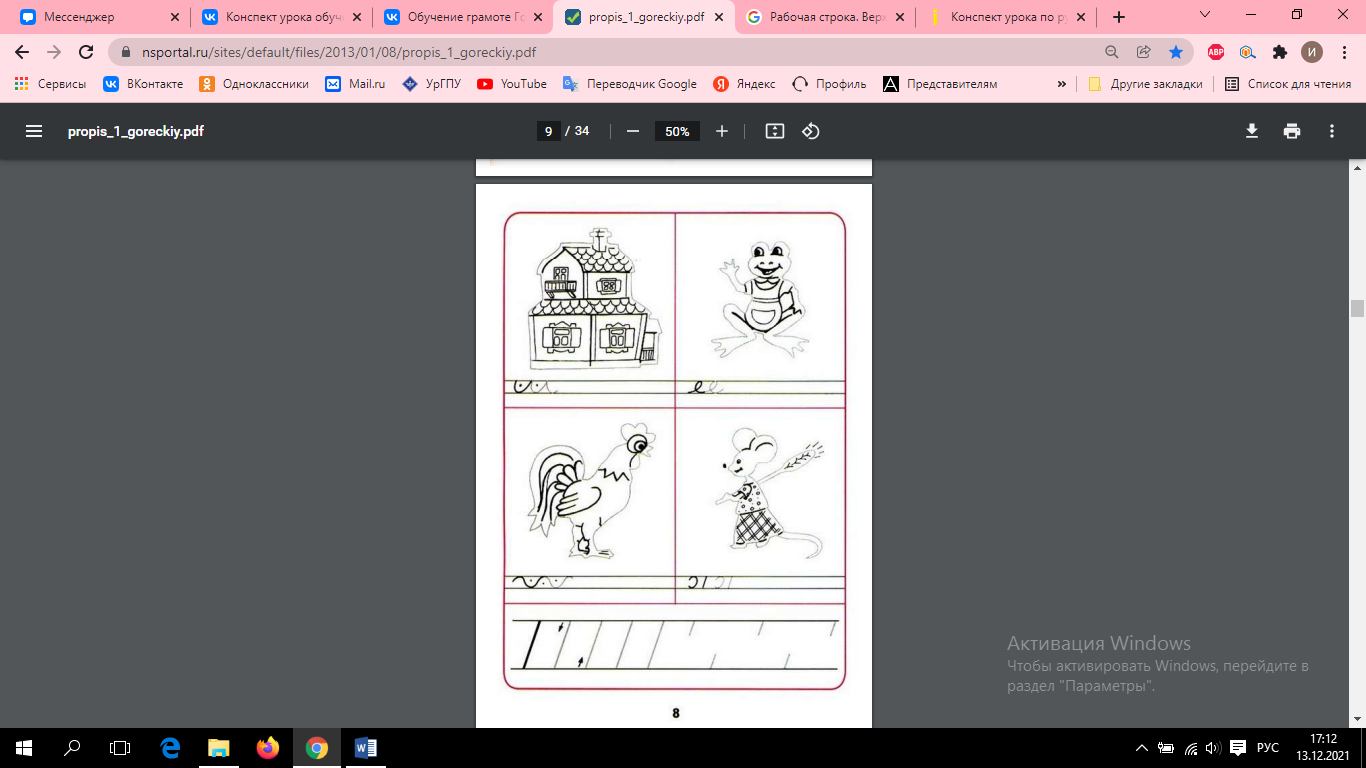 Мессенджер
Конспект урока обуч
Обучение грамоте Го
propis_1_goreckiy.pdf
Рабочая строка. Верх
Конспект урока по ру
nsportal.ru/sites/default/files/2013/01/08/propis_1_goreckiy.pdf
ABP
И
Сервисы
ВКонтакте
Одноклассники
Mail.ru
УрГПУ
YouTube
Переводчик Google
Яндекс
Профиль
Представителям
»
Другие закладки
Список для чтения
propis_1_goreckiy.pdf
9 / 34
50%
8
Активация Windows
Чтобы активировать Windows, перейдите в
раздел "Параметры".
РУС
17:12
13.12.2021